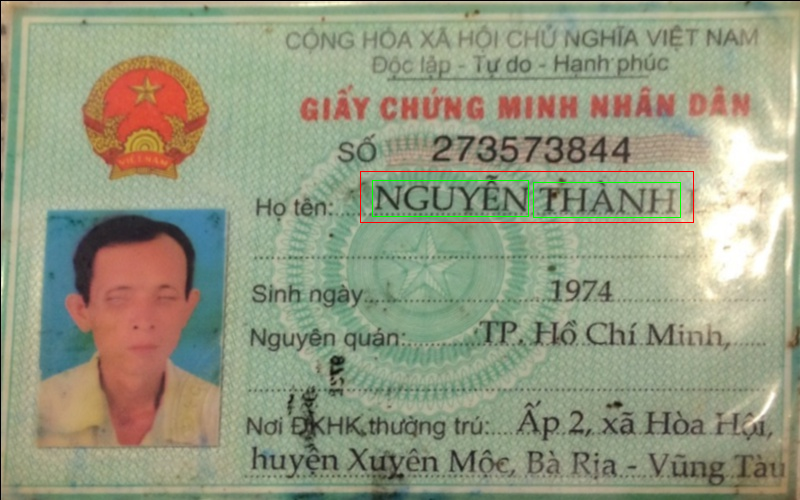 CỘNG HÒA XÃ HỘI CHỦ NGHĨA VIỆT NAM
Độc lập - Tự do - Hạnh phúc
GIẤY CHỨNG MINH NHÂN DÂN
SỐ 273573844
Họ tên: NGUYỄN THÀNH
Sinh ngày 1974
Nguyên quán: TP. Hồ Chí Minh,
Nơi ĐKHK thường trú: Ấp 2, xã Hòa Hội,
huyện Xuyên Mộc, Bà Rịa - Vũng Tàu
VIỆT NAM